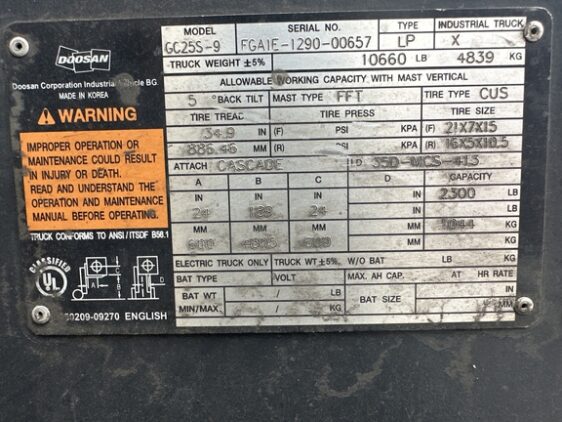 DOOSAN
Doosan Corporation Industrial Vehicle BG.
MADE IN KOREA
WARNING
IMPROPER OPERATION OR
MAINTENANCE COULD RESULT
IN INJURY OR DEATH.
READ AND UNDERSTAND THE
OPERATION AND MAINTENANCE
MANUAL BEFORE OPERATING.
TRUCK CONFORMS TO ANSI/ITSDF B56.1
CLASSIFIED
UL
A B C D
60209-09270 ENGLISH
MODEL SERIAL NO. TYPE INDUSTRIAL TRUCK
GC25S-9 FGA1E-1290-00657 LP X
TRUCK WEIGHT ±5% 10660 LB 4839 KG
ALLOWABLE WORKING CAPACITY WITH MAST VERTICAL
5 °BACK TILT MAST TYPE FFT TIRE TYPE CUS
TIRE TREAD TIRE PRESS TIRE SIZE
34.9 IN (F) PSI KPA (F) 21X7X15
886.46 MM (R) PSI KPA (R) 16X5X10.5
ATTACH CASCADE ID 35D-MCS-413
A B C D CAPACITY
IN IN IN IN 2300 LB
24 24
MM MM MM MM KG
600
ELECTRIC TRUCK ONLY TRUCK WT±5% W/O BAT LB KG
BAT TYPE VOLT MAX. AH CAP. AT HR RATE
BAT WT / LB BAT SIZE IN
MIN/MAX. / KG MM